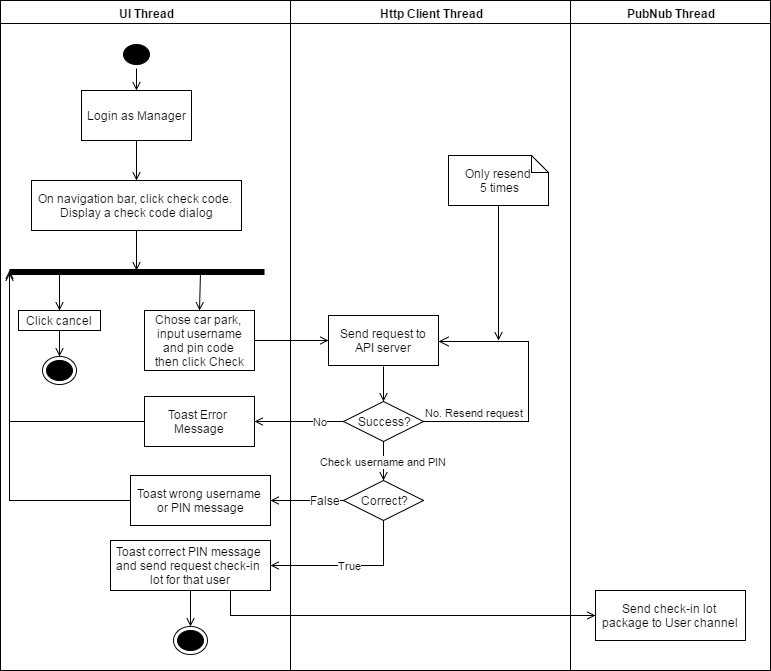 UI Thread
Http Client Thread
PubNub Thread
Login as Manager
On navigation bar, click check code.
Display a check code dialog
Only resend
5 times
Click cancel
Chose car park,
input username
and pin code
then click Check
Send request to
API server
Toast Error
Message
No
Success?
No. Resend request
Check username and PIN
Toast wrong username
or PIN message
False
Correct?
Toast correct PIN message
and send request check-in
lot for that user
True
Send check-in lot
package to User channel